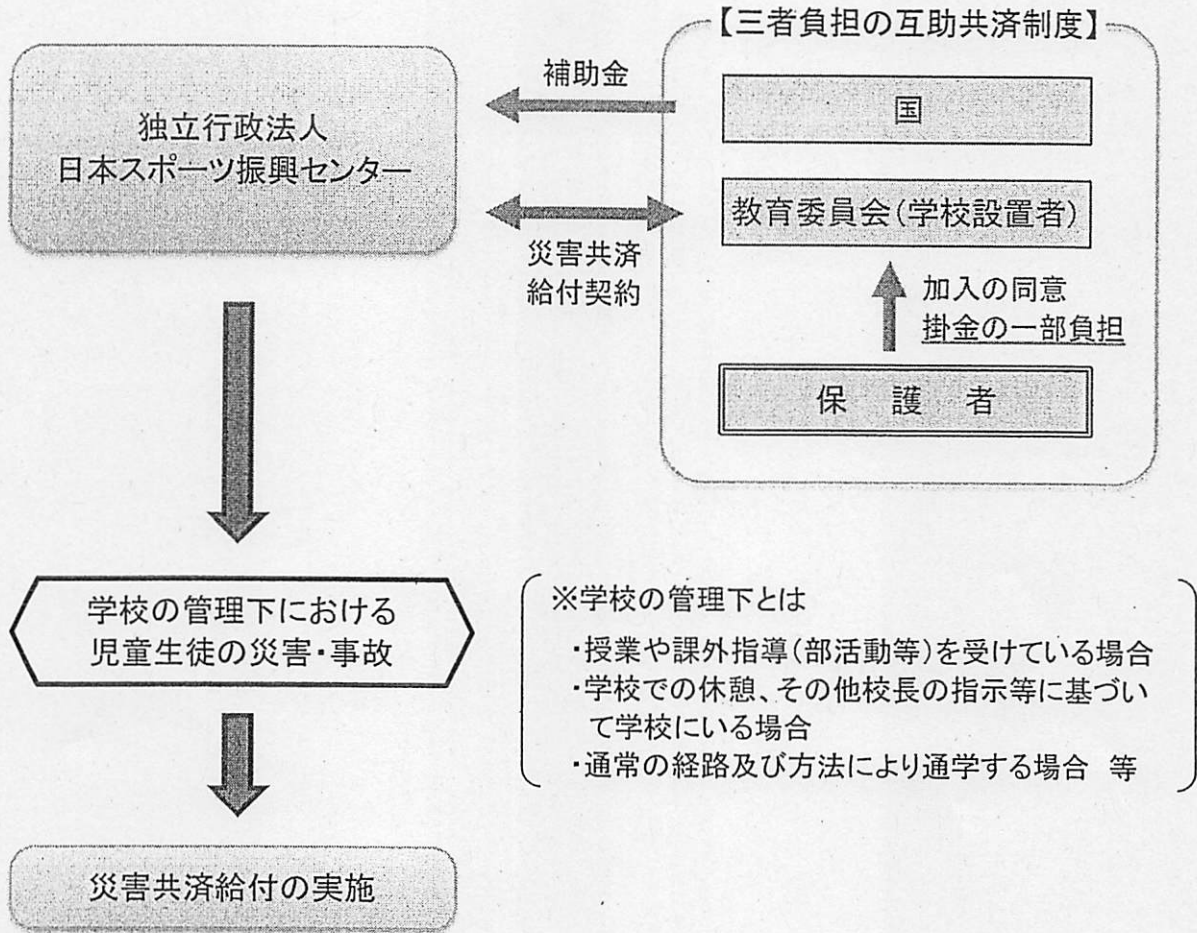 【三者負担の互助共済制度】
独立行政法人
日本スポーツ振興センター
補助金
国
災害共済
給付契約
教育委員会(学校設置者)
加入の同意
掛金の一部負担
保護者
学校の管理下における
児童生徒の災害・事故
※学校の管理下とは
・授業や課外指導(部活動等)を受けている場合
・学校での休憩、その他校長の指示等に基づい
て学校にいる場合
・通常の経路及び方法により通学する場合 等
災害共済給付の実施